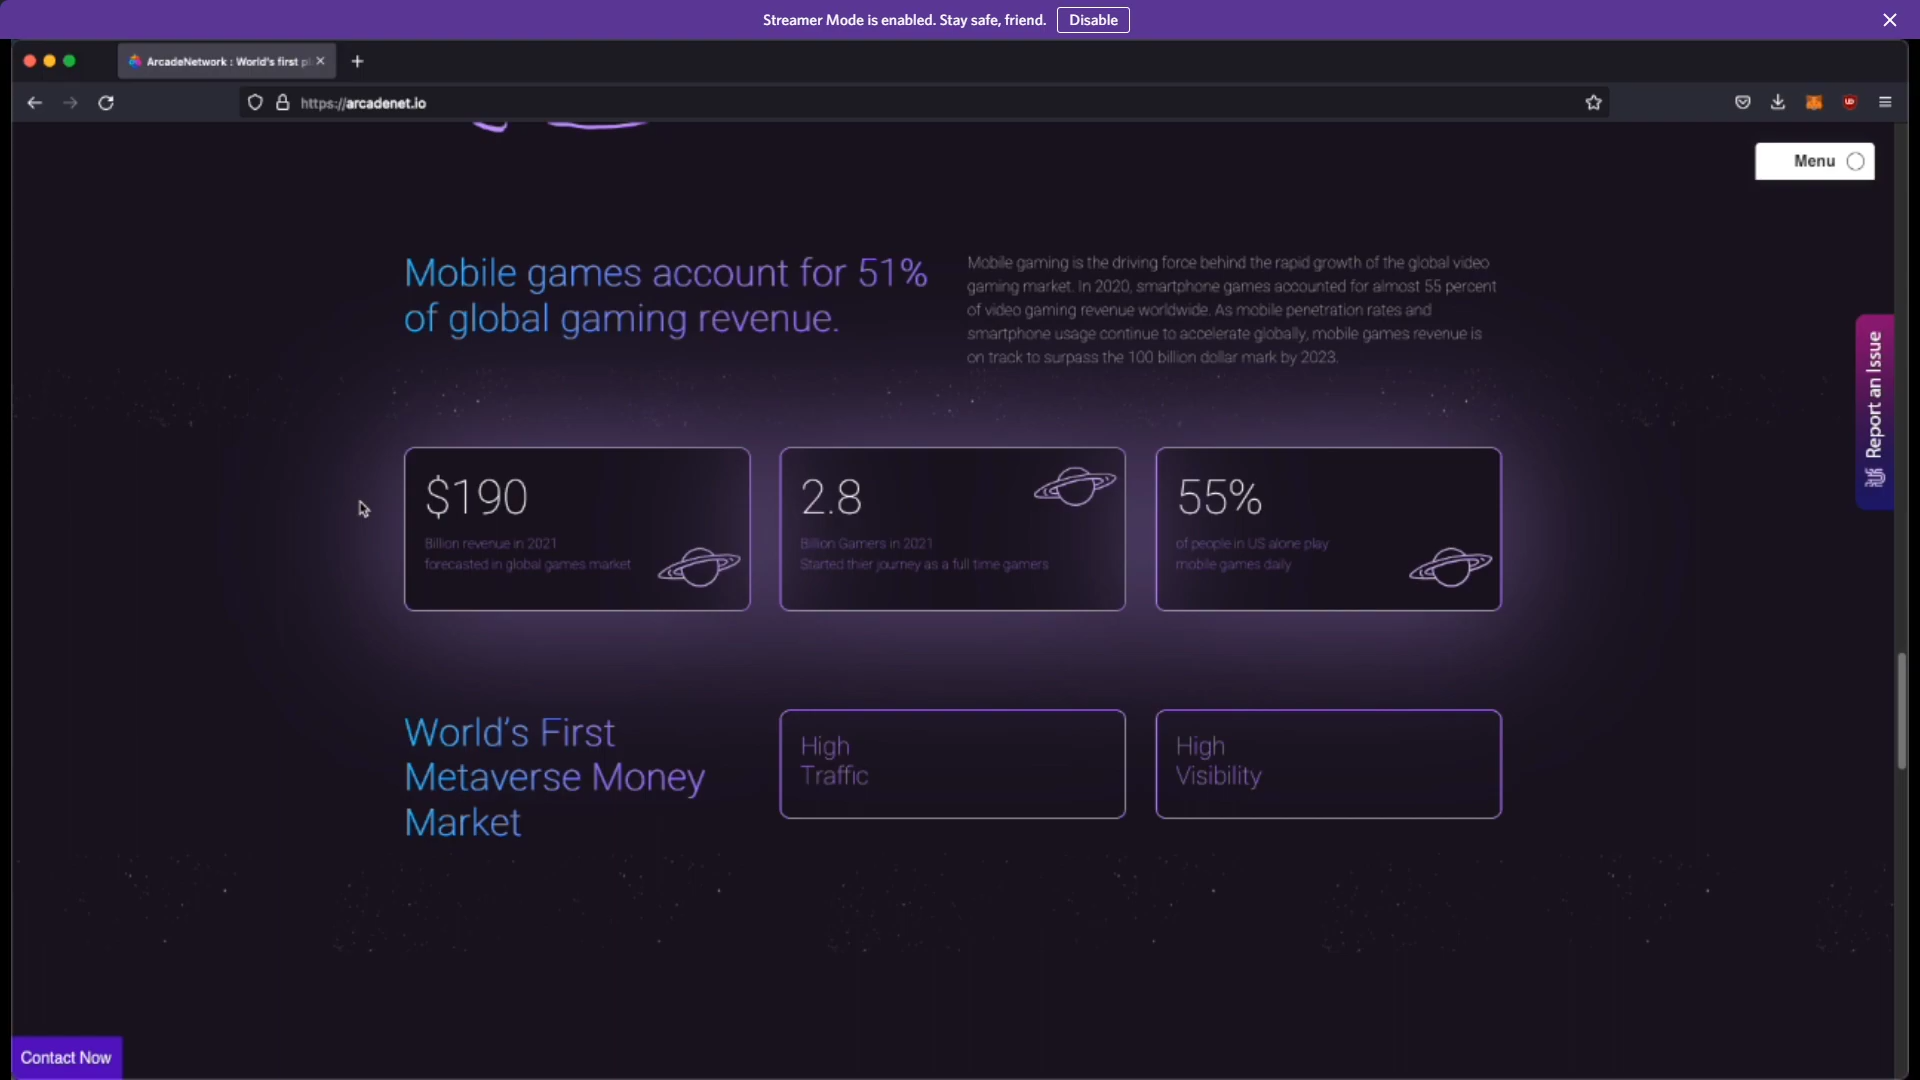 Streamer Mode is enabled. Stay safe, friend. Disable
ArcadeNetwork : World's first pl
https://arcadenet.io
Menu
Mobile games account for 51%
of global gaming revenue.
Mobile gaming is the driving force behind the rapid growth of the global video
gaming market. In 2020, smartphone games accounted for almost 55 percent
of video gaming revenue worldwide. As mobile penetration rates and
smartphone usage continue to accelerate globally, mobile games revenue is
on track to surpass the 100 billion dollar mark by 2023.
Report an Issue
$190
Billion revenue in 2021
forecasted in global games market
2.8
Billion Gamers in 2021
Started thier journey as a full time gamers
55%
of people in US alone play
mobile games daily
World's First
Metaverse Money
Market
High
Traffic
High
Visibility
Contact Now